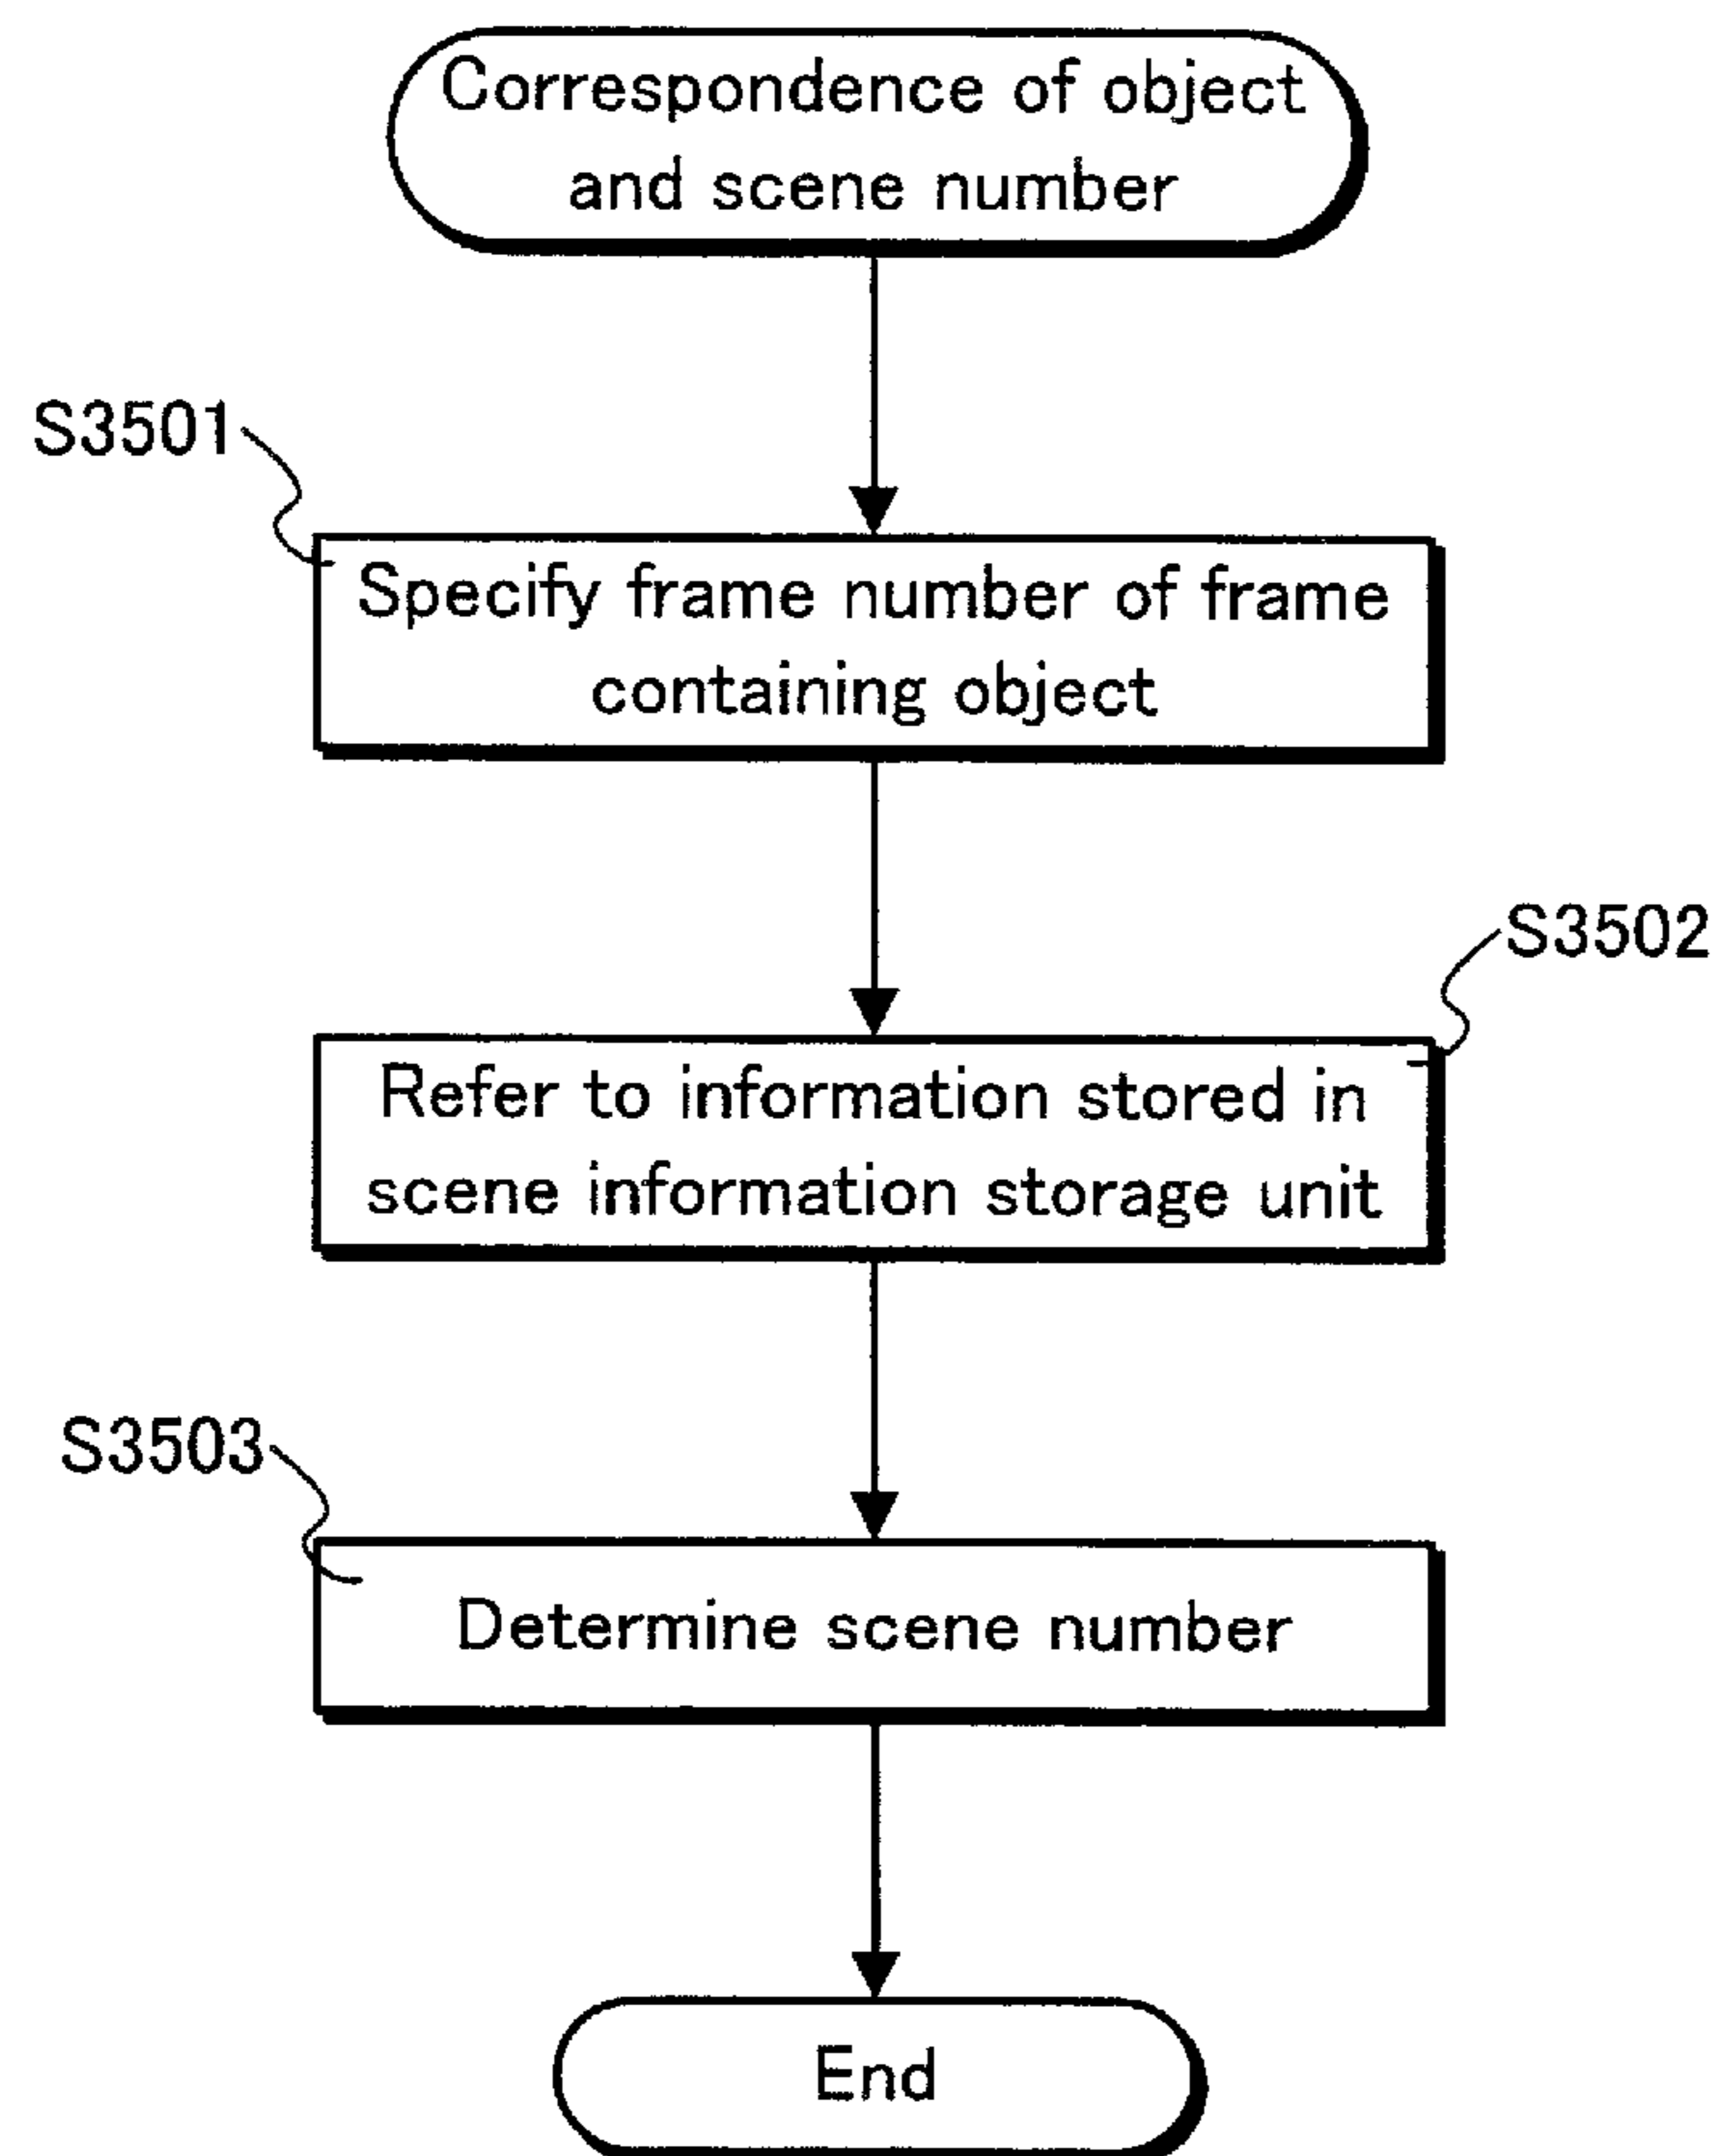 Correspondence of object
and scene number
S3501
Specify frame number of frame
containing object
S3502
Refer to information stored in
scene information storage unit
S3503
Determine scene number
End